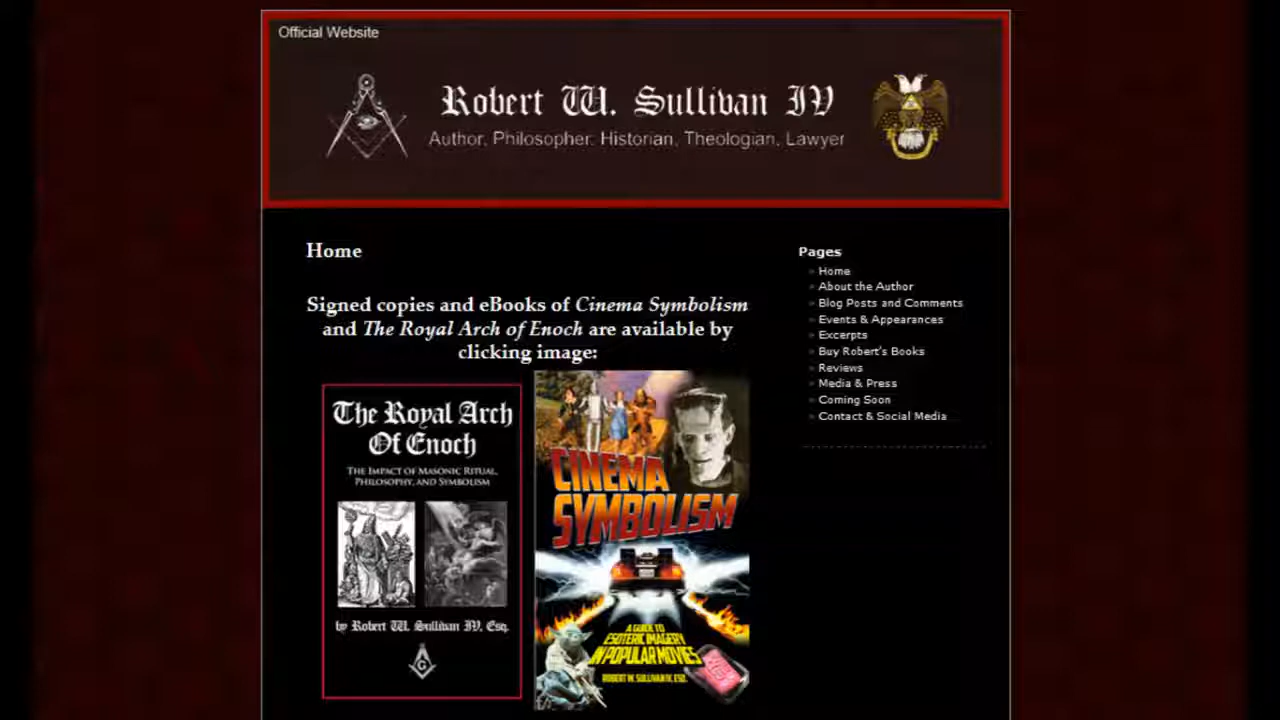 Official Website
Robert W. Sullivan IV
Author, Philosopher, Historian, Theologian, Lawyer
Home
Signed copies and eBooks of Cinema Symbolism
and The Royal Arch of Enoch are available by
clicking image:
The Royal Arch
Of Enoch
The Impact of Masonic Ritual,
Philosophy, and Symbolism
by Robert W. Sullivan IV, Esq.
G
CINEMA
SYMBOLISM
A GUIDE TO
ESOTERIC IMAGERY
IN POPULAR MOVIES
ROBERT W. SULLIVAN IV, ESQ.
Pages
» Home
» About the Author
» Blog Posts and Comments
» Events & Appearances
» Excerpts
» Buy Robert's Books
» Reviews
» Media & Press
» Coming Soon
» Contact & Social Media